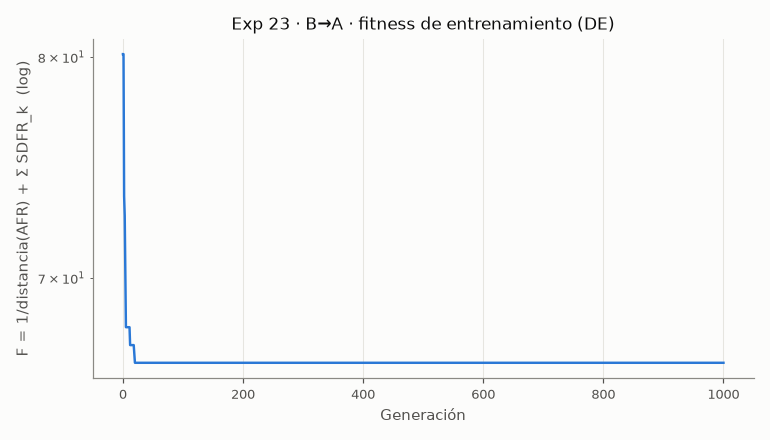 Exp 23 · B→A · fitness de entrenamiento (DE)
F = 1/distancia(AFR) + Σ SDFR_k (log)
8 × 10¹
7 × 10¹
0 200 400 600 800 1000
Generación